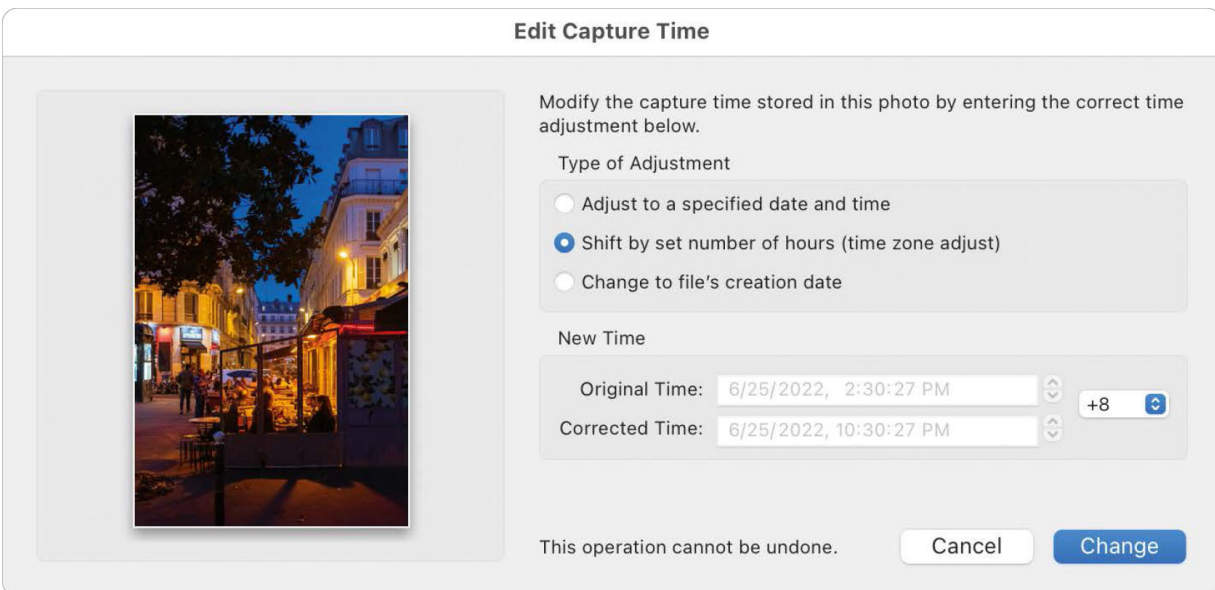 Edit Capture Time
Modify the capture time stored in this photo by entering the correct time
adjustment below.
Type of Adjustment
Adjust to a specified date and time
Shift by set number of hours (time zone adjust)
Change to file's creation date
New Time
Original Time: 6/25/2022, 2:30:27 PM
+8
Corrected Time: 6/25/2022, 10:30:27 PM
This operation cannot be undone. Cancel Change